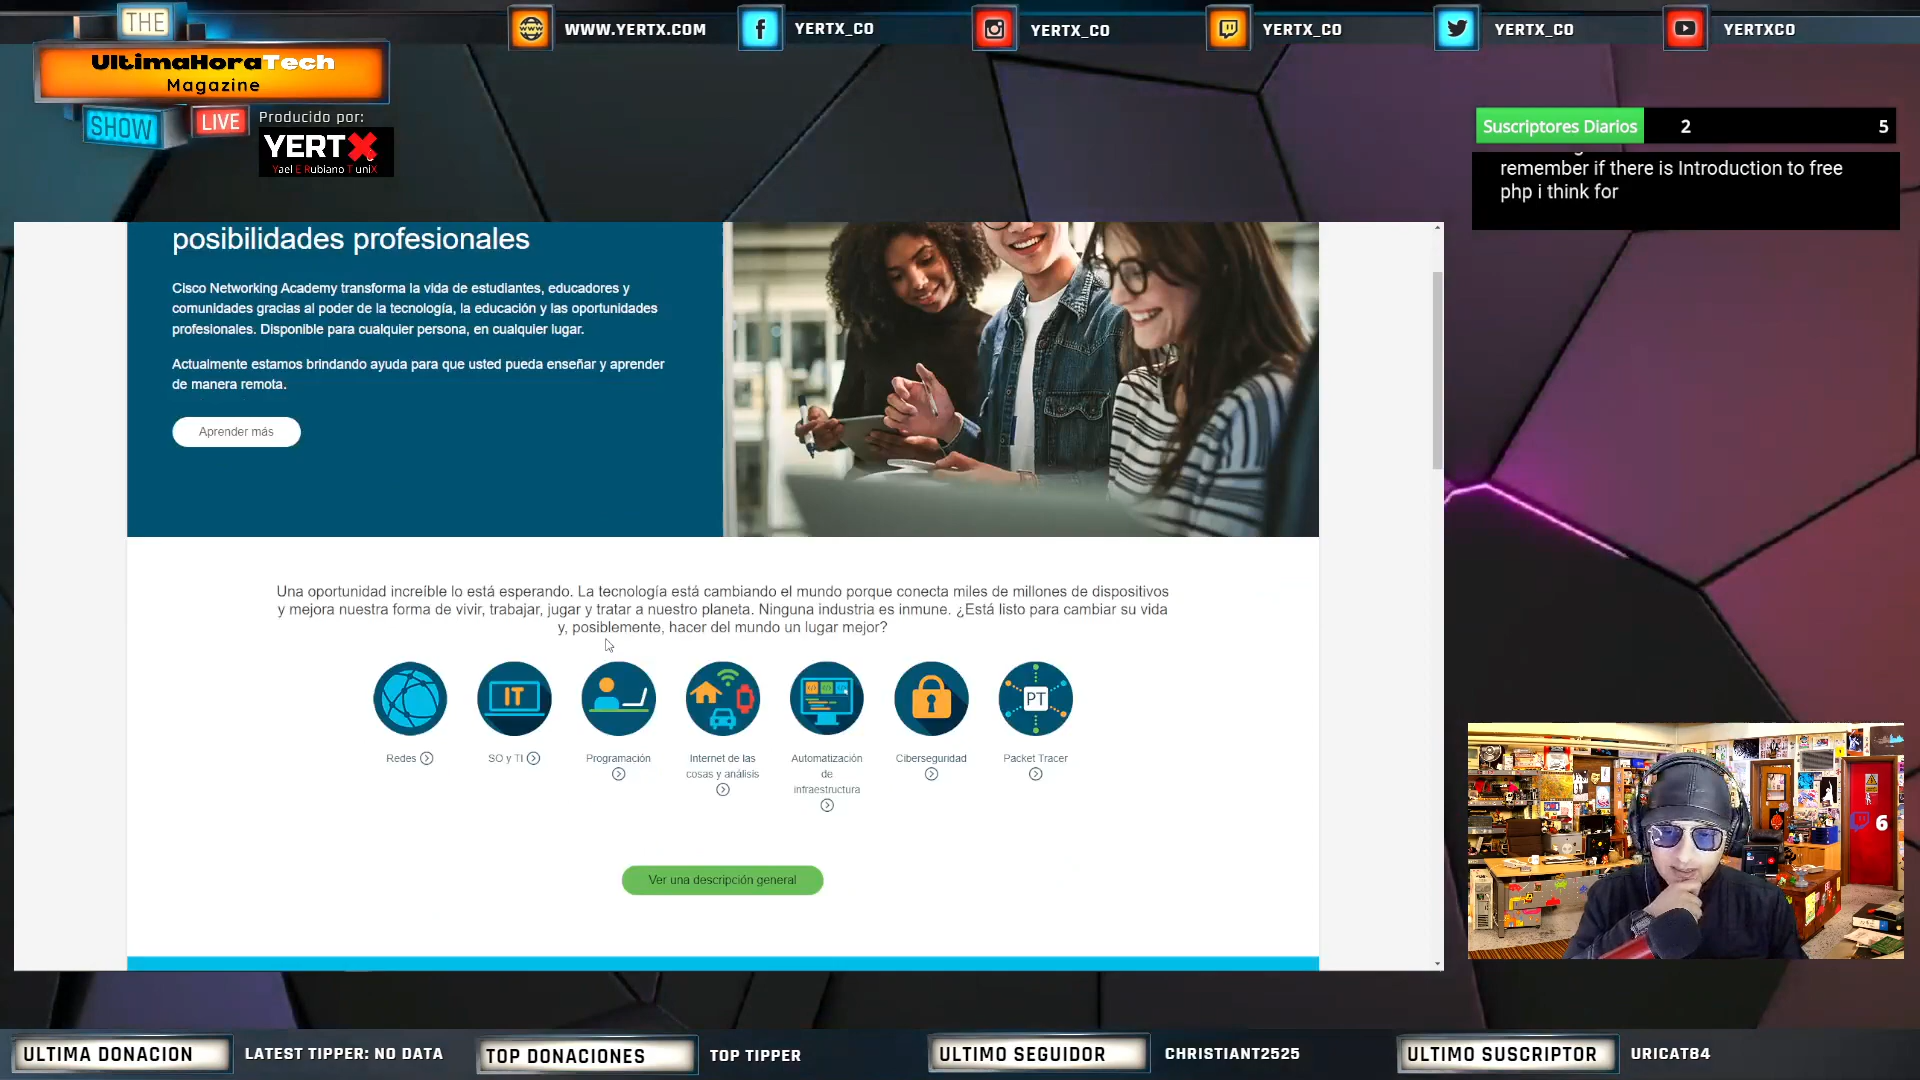 THE
UltimaHoraTech
Magazine
SHOW
LIVE
Producido por:
YERTX
Yael E Rubiano T uniX
WWW.YERTX.COM
YERTX_CO
YERTX_CO
YERTX_CO
YERTX_CO
YERTXCO
Suscriptores Diarios 2 5
remember if there is Introduction to free
php i think for
posibilidades profesionales
Cisco Networking Academy transforma la vida de estudiantes, educadores y
comunidades gracias al poder de la tecnología, la educación y las oportunidades
profesionales. Disponible para cualquier persona, en cualquier lugar.
Actualmente estamos brindando ayuda para que usted pueda enseñar y aprender
de manera remota.
Aprender más
Una oportunidad increíble lo está esperando. La tecnología está cambiando el mundo porque conecta miles de millones de dispositivos
y mejora nuestra forma de vivir, trabajar, jugar y tratar a nuestro planeta. Ninguna industria es inmune. ¿Está listo para cambiar su vida
y, posiblemente, hacer del mundo un lugar mejor?
IT
PT
Redes
SO y TI
Programación
Internet de las
cosas y análisis
Automatización
de
infraestructura
Ciberseguridad
Packet Tracer
Ver una descripción general
6
ULTIMA DONACION
LATEST TIPPER: NO DATA
TOP DONACIONES
TOP TIPPER
ULTIMO SEGUIDOR
CHRISTIANT2525
ULTIMO SUSCRIPTOR
URICAT84